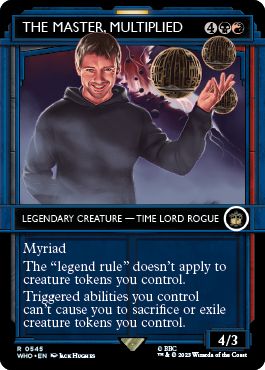 THE MASTER, MULTIPLIED 4
LEGENDARY CREATURE — TIME LORD ROGUE
Myriad
The “legend rule” doesn’t apply to
creature tokens you control.
Triggered abilities you control
can’t cause you to sacrifice or exile
creature tokens you control.
4/3
R 0545
WHO • EN JACK HUGHES
© BBC
™ & © 2023 Wizards of the Coast